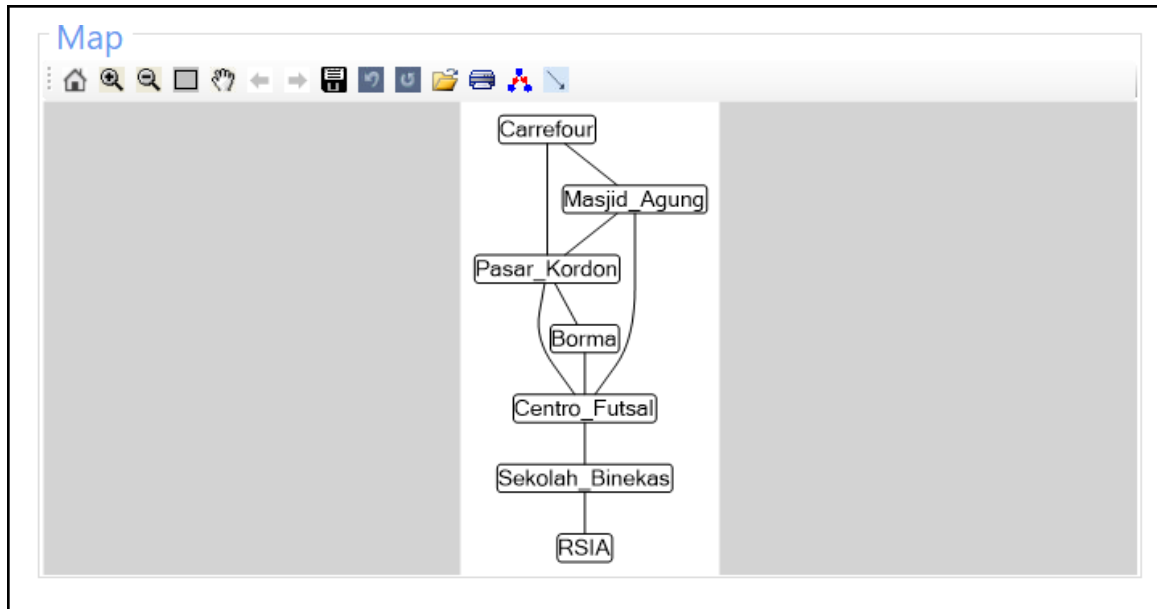 Map
Carrefour
Masjid_Agung
Pasar_Kordon
Borma
Centro_Futsal
Sekolah_Binekas
RSIA